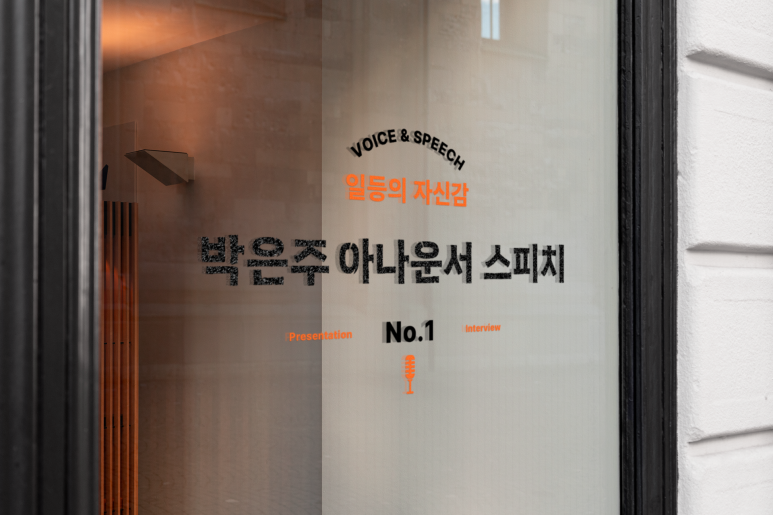 VOICE & SPEECH
일등의 자신감
박은주 아나운서 스피치
Presentation No.1 Interview